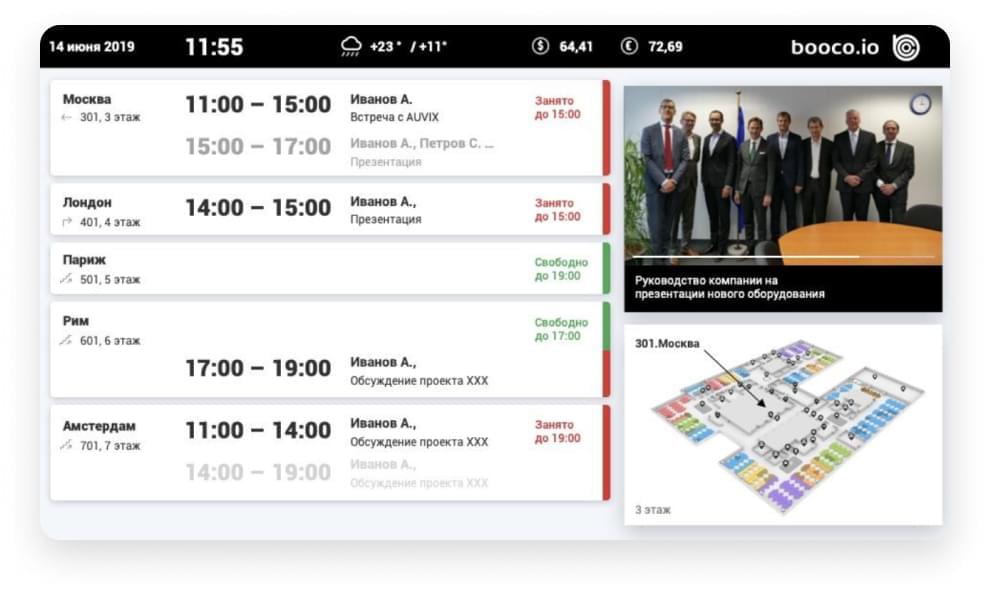 14 июня 2019
11:55
+23° /+11°
$ 64,41
€ 72,69
booco.io
Москва
← 301, 3 этаж
11:00 – 15:00
Иванов А.
Встреча с AUVIX
Занято
до 15:00
15:00 – 17:00
Иванов А., Петров С. ...
Презентация
Лондон
401, 4 этаж
14:00 – 15:00
Иванов А.,
Презентация
Занято
до 15:00
Париж
501, 5 этаж
Свободно
до 19:00
Рим
601, 6 этаж
Свободно
до 17:00
17:00 – 19:00
Иванов А.,
Обсуждение проекта XXX
Амстердам
701, 7 этаж
11:00 – 14:00
Иванов А.,
Обсуждение проекта XXX
Занято
до 19:00
14:00 – 19:00
Иванов А.,
Обсуждение проекта XXX
Руководство компании на
презентации нового оборудования
301.Москва
3 этаж